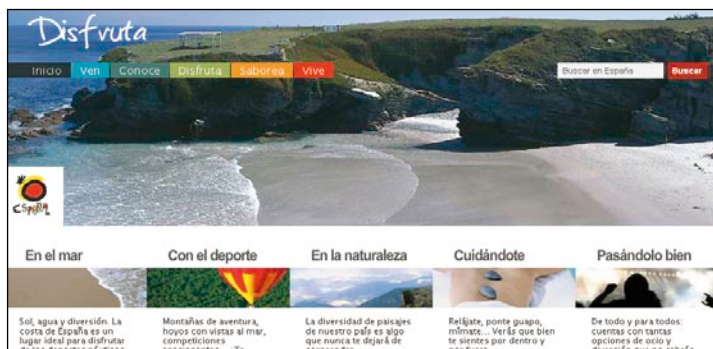 Disfruta
Inicio Ven Conoce Disfruta Saborea Vive
Buscar en España Buscar
España
En el mar
Con el deporte
En la naturaleza
Cuidándote
Pasándolo bien
Sol, agua y diversión. La
costa de España es un
lugar ideal para disfrutar
Montañas de aventura,
hoyos con vistas al mar,
competiciones
La diversidad de paisajes
de nuestro país es algo
que nunca te dejará de
Relájate, ponte guapo,
mímate... Verás que bien
te sientes por dentro y
De todo y para todos:
cuentas con tantas
opciones de ocio y